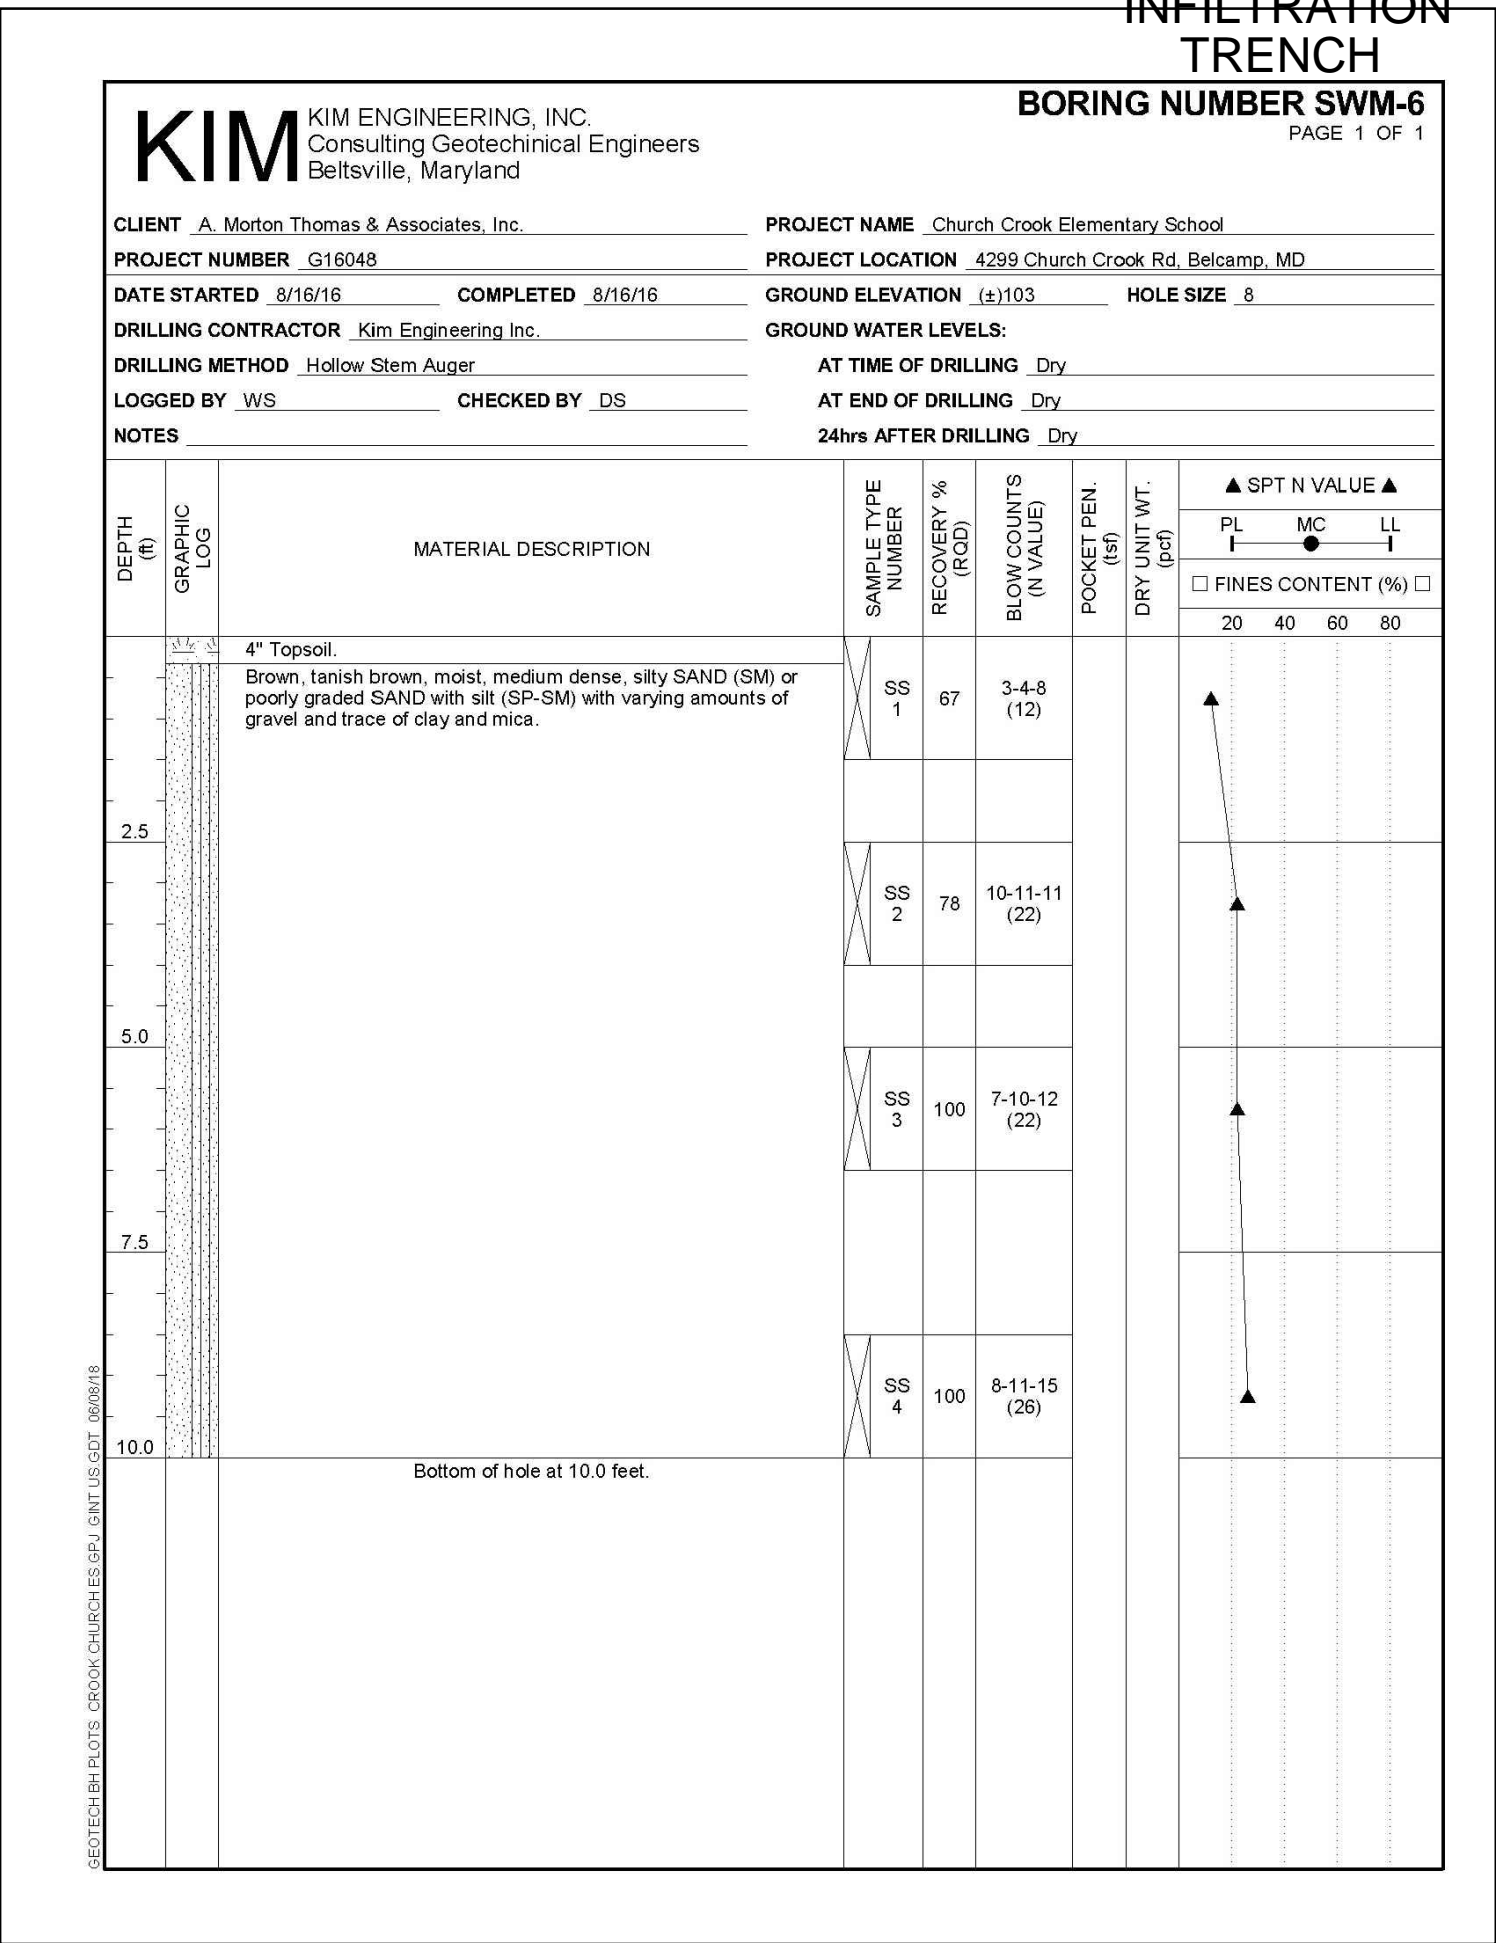 INFILTRATION
TRENCH
BORING NUMBER SWM-6
PAGE 1 OF 1
KIM
KIM ENGINEERING, INC.
Consulting Geotechinical Engineers
Beltsville, Maryland
CLIENT A. Morton Thomas & Associates, Inc. PROJECT NAME Church Crook Elementary School
PROJECT NUMBER G16048 PROJECT LOCATION 4299 Church Crook Rd, Belcamp, MD
DATE STARTED 8/16/16 COMPLETED 8/16/16 GROUND ELEVATION (±)103 HOLE SIZE 8
DRILLING CONTRACTOR Kim Engineering Inc. GROUND WATER LEVELS:
DRILLING METHOD Hollow Stem Auger AT TIME OF DRILLING Dry
LOGGED BY WS CHECKED BY DS AT END OF DRILLING Dry
NOTES 24hrs AFTER DRILLING Dry
DEPTH
(ft)
GRAPHIC
LOG
MATERIAL DESCRIPTION
SAMPLE TYPE
NUMBER
RECOVERY %
(RQD)
BLOW COUNTS
(N VALUE)
POCKET PEN.
(tsf)
DRY UNIT WT.
(pcf)
▲ SPT N VALUE ▲
PL MC LL
☐ FINES CONTENT (%) ☐
20 40 60 80
4" Topsoil.
Brown, tanish brown, moist, medium dense, silty SAND (SM) or
poorly graded SAND with silt (SP-SM) with varying amounts of
gravel and trace of clay and mica.
SS
1
67
3-4-8
(12)
2.5
SS
2
78
10-11-11
(22)
5.0
SS
3
100
7-10-12
(22)
7.5
SS
4
100
8-11-15
(26)
10.0
Bottom of hole at 10.0 feet.
GEOTECH BH PLOTS CROOK CHURCH ES.GPJ GINT US.GDT 06/08/18